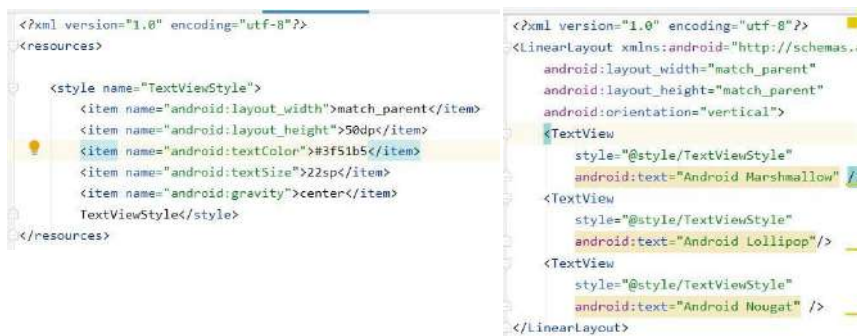 <?xml version="1.0" encoding="utf-8"?>
<resources>
<style name="TextViewStyle">
<item name="android:layout_width">match_parent</item>
<item name="android:layout_height">50dp</item>
<item name="android:textColor">#3f51b5</item>
<item name="android:textSize">22sp</item>
<item name="android:gravity">center</item>
TextViewStyle</style>
</resources>
<?xml version="1.0" encoding="utf-8"?>
<LinearLayout xmlns:android="http://schemas.
android:layout_width="match_parent"
android:layout_height="match_parent"
android:orientation="vertical">
<TextView
style="@style/TextViewStyle"
android:text="Android Marshmallow" /
<TextView
style="@style/TextViewStyle"
android:text="Android Lollipop"/>
<TextView
style="@style/TextViewStyle"
android:text="Android Nougat" />
</LinearLayout>